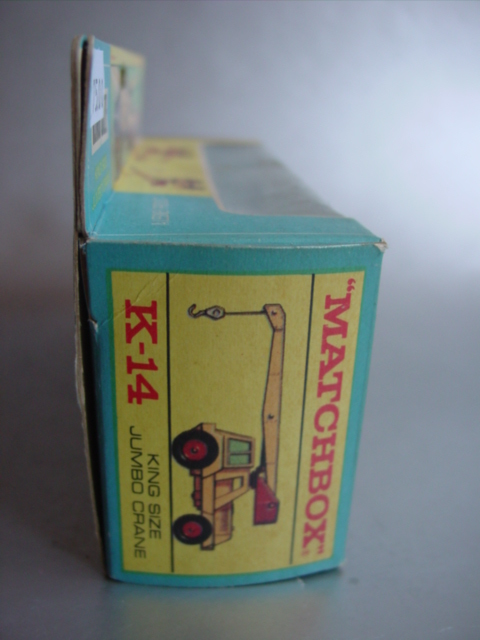 "MATCHBOX"
K-14
KING SIZE
JUMBO CRANE